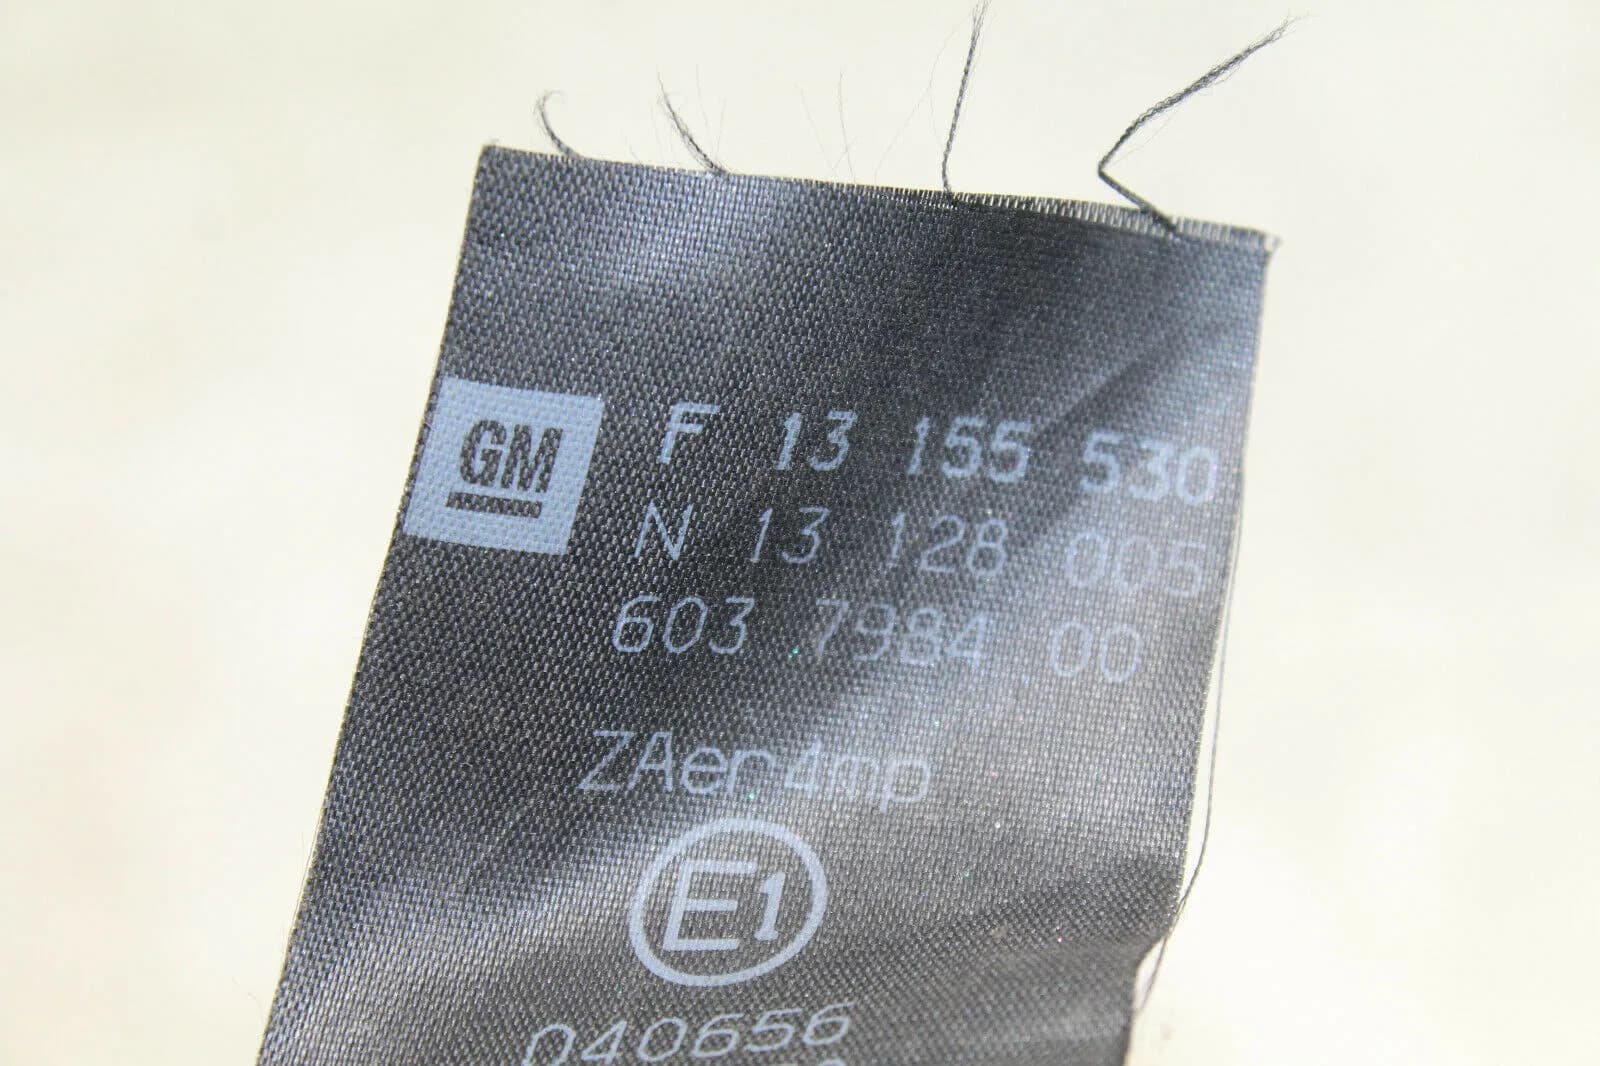 GM
F 13 155 530
N 13 128 005
603 7984 00
ZAer4mp
E1
040656